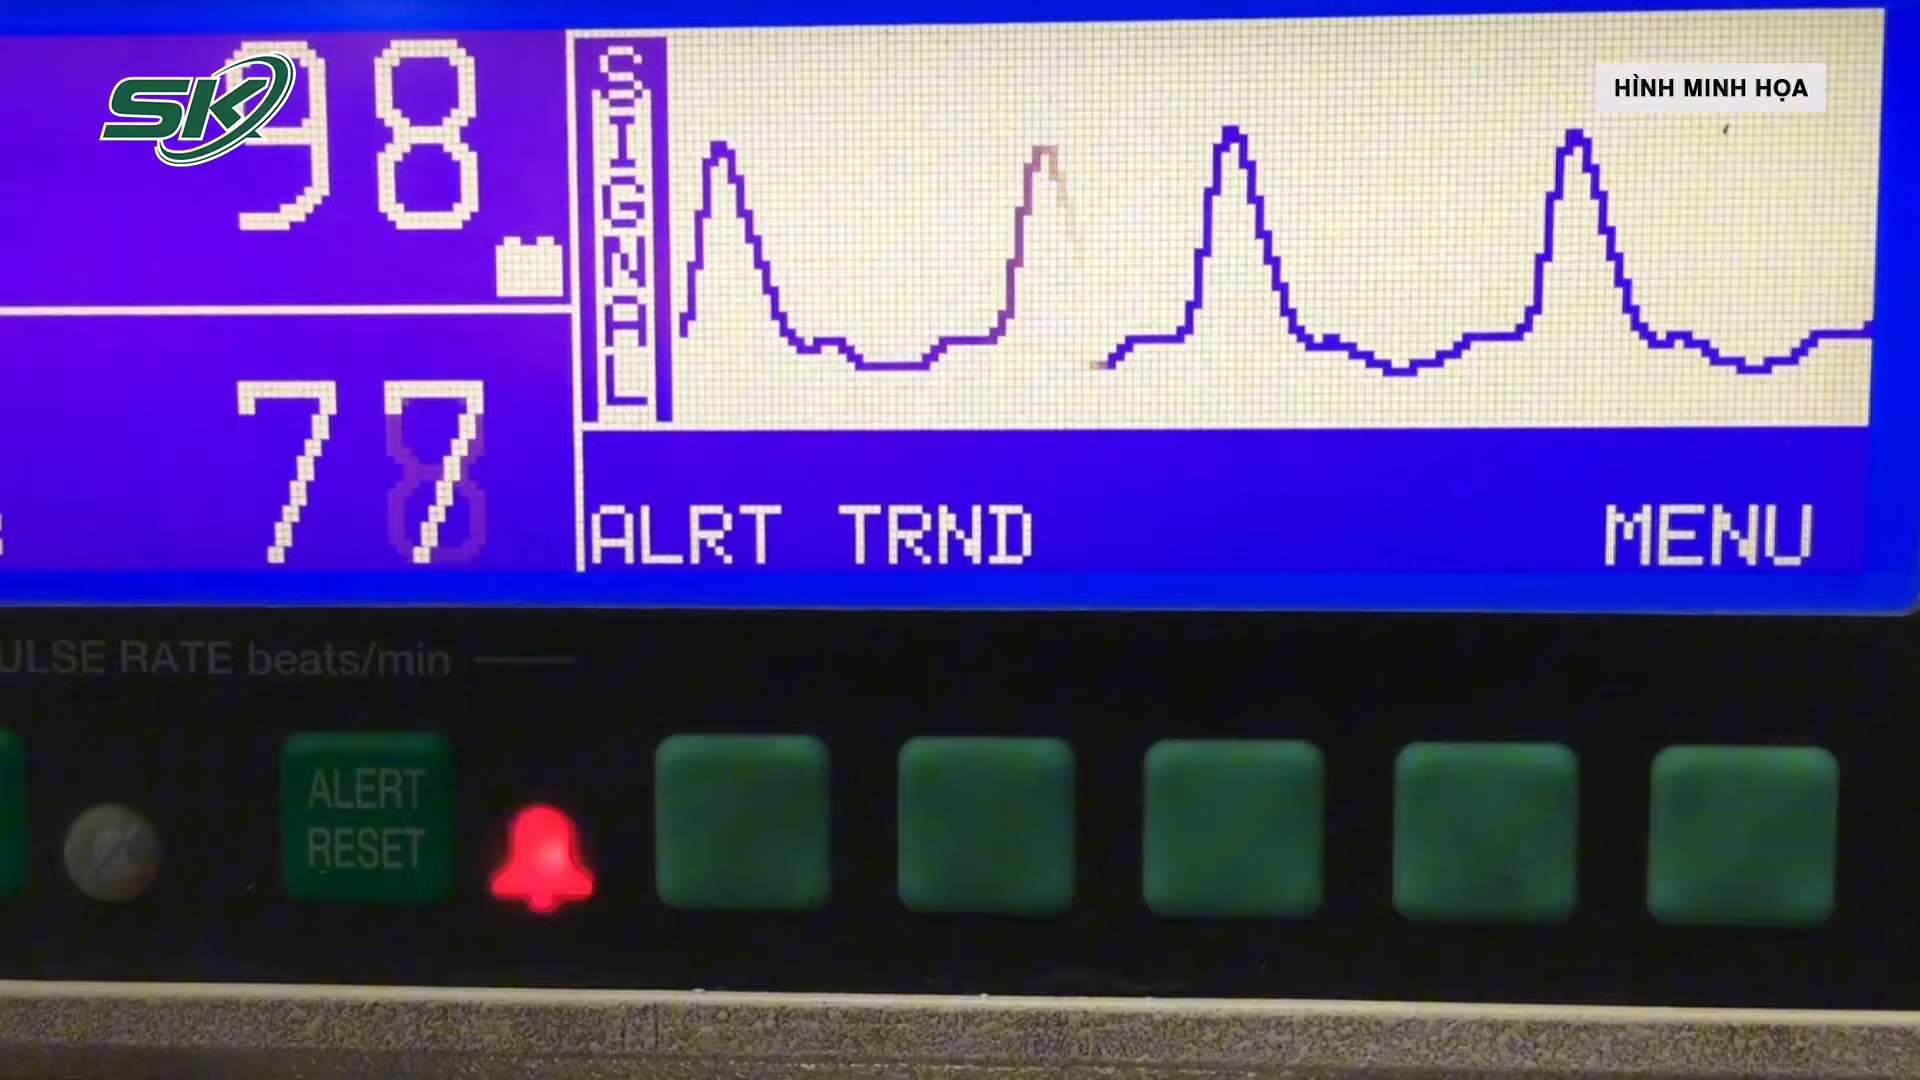 SK
HÌNH MINH HỌA
98
SIGNAL
77
ALRT TRND MENU
ULSE RATE beats/min
ALERT
RESET